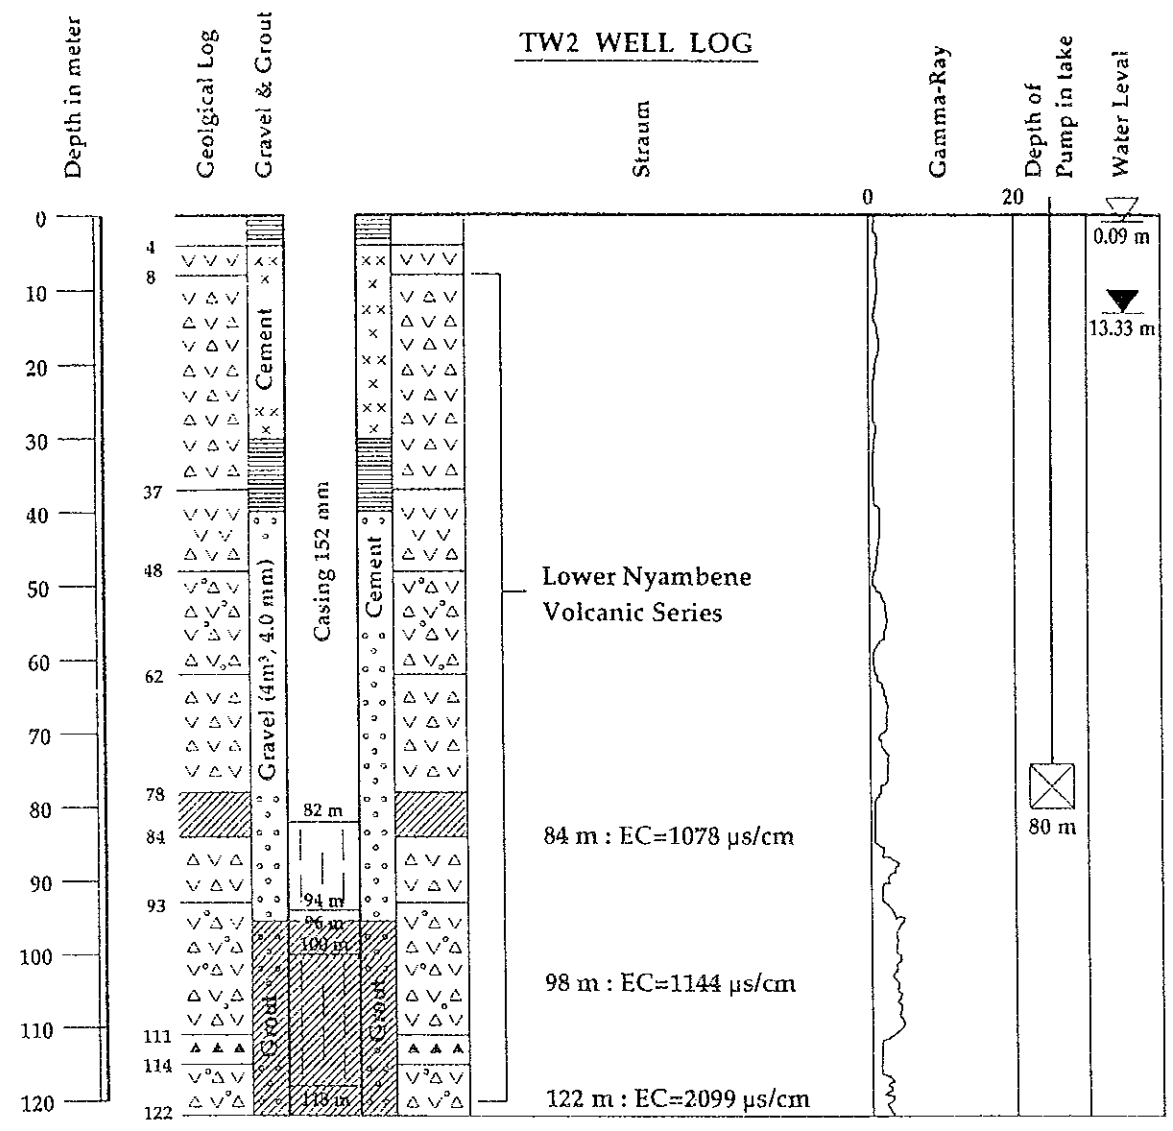 TW2 WELL LOG
Depth in meter
Geolgical Log
Gravel & Grout
Straum
Gamma-Ray
Depth of
Pump in take
Water Leval
0
20
0
10
20
30
40
50
60
70
80
90
100
110
120
4
8
37
48
62
78
84
93
111
114
122
Cement
Gravel (4m³, 4.0 mm)
Grout
Casing 152 mm
82 m
94 m
96 m
100 m
118 m
Cement
Grout
Lower Nyambene
Volcanic Series
84 m : EC=1078 µs/cm
98 m : EC=1144 µs/cm
122 m : EC=2099 µs/cm
80 m
0.09 m
13.33 m